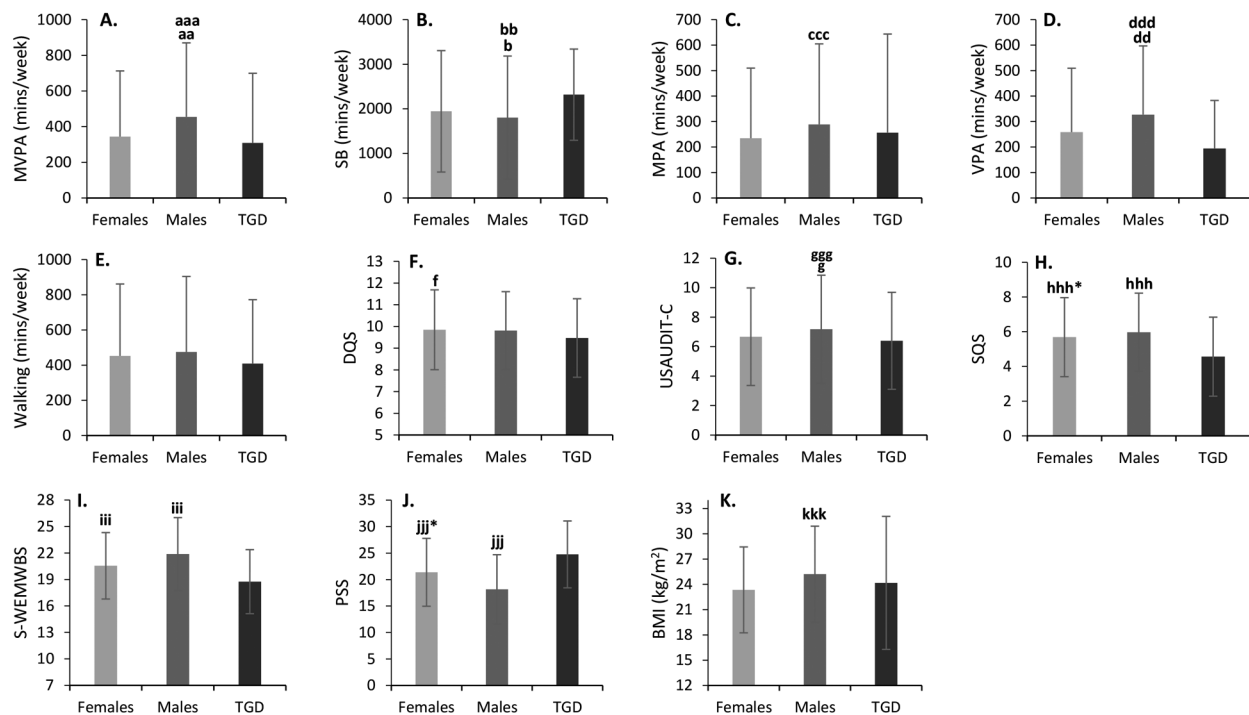 A.
aaa
aa
MVPA (mins/week)
1000
800
600
400
200
0
Females Males TGD
B.
bb
b
SB (mins/week)
4000
3000
2000
1000
0
Females Males TGD
C.
ccc
MPA (mins/week)
700
600
500
400
300
200
100
0
Females Males TGD
D.
ddd
dd
VPA (mins/week)
700
600
500
400
300
200
100
0
Females Males TGD
E.
Walking (mins/week)
1000
800
600
400
200
0
Females Males TGD
F.
f
DQS
13
12
11
10
9
8
7
6
5
Females Males TGD
G.
ggg
g
USAUDIT-C
12
10
8
6
4
2
0
Females Males TGD
H.
hhh* hhh
SQS
10
8
6
4
2
0
Females Males TGD
I.
iii iii
S-WEMWBS
28
25
22
19
16
13
10
7
Females Males TGD
J.
jjj* jjj
PSS
35
30
25
20
15
10
5
0
Females Males TGD
K.
kkk
BMI (kg/m²)
33
30
27
24
21
18
15
12
Females Males TGD